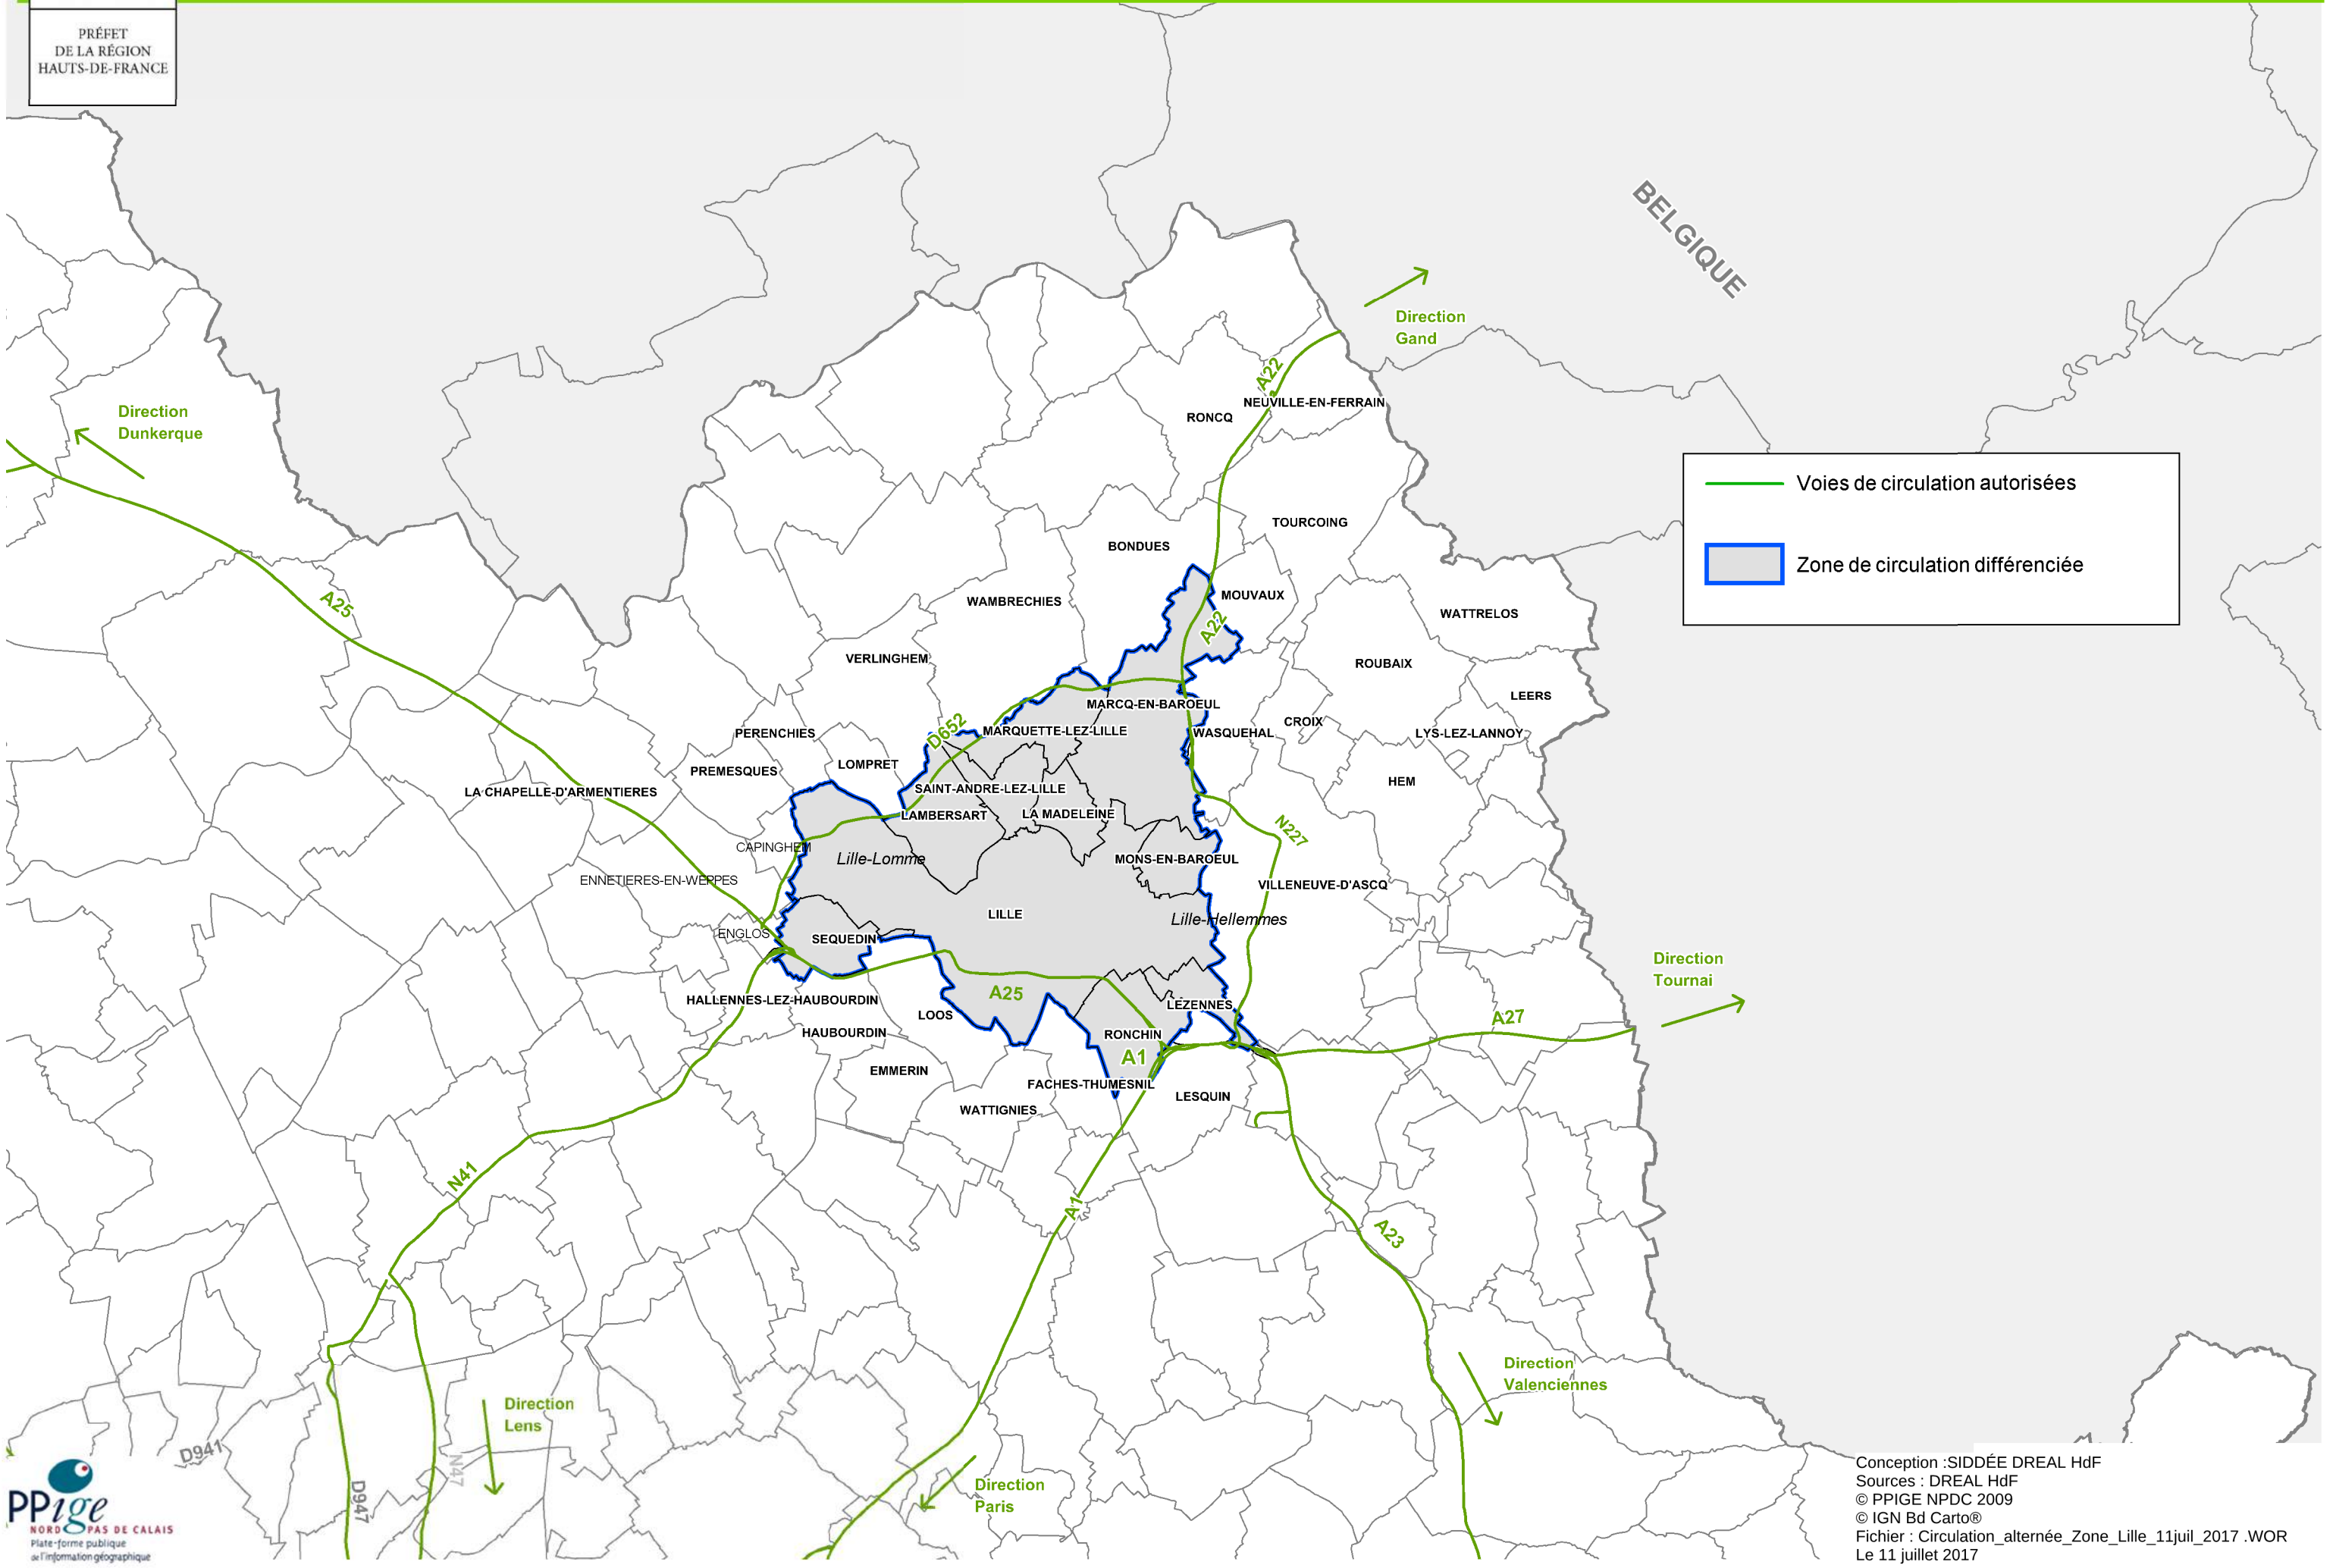 PRÉFET
DE LA RÉGION
HAUTS-DE-FRANCE
BELGIQUE
Direction
Gand
A22
NEUVILLE-EN-FERRAIN
RONCQ
Direction
Dunkerque
Voies de circulation autorisées
Zone de circulation différenciée
TOURCOING
BONDUES
MOUVAUX
WAMBRECHIES
A25
A22
WATTRELOS
VERLINGHEM
ROUBAIX
LEERS
MARCQ-EN-BAROEUL
CROIX
D652
MARQUETTE-LEZ-LILLE
WASQUEHAL
LYS-LEZ-LANNOY
PERENCHIES
LOMPRET
PREMESQUES
HEM
LA CHAPELLE-D'ARMENTIERES
SAINT-ANDRE-LEZ-LILLE
LAMBERSART
LA MADELEINE
N227
CAPINGHEM
Lille-Lomme
MONS-EN-BAROEUL
ENNETIERES-EN-WEPPES
VILLENEUVE-D'ASCQ
LILLE
Lille-Hellemmes
ENGLOS
SEQUEDIN
Direction
Tournai
A25
HALLENNES-LEZ-HAUBOURDIN
LEZENNES
LOOS
A27
HAUBOURDIN
RONCHIN
A1
EMMERIN
FACHES-THUMESNIL
LESQUIN
WATTIGNIES
N41
A1
A23
Direction
Valenciennes
Direction
Lens
D941
N47
D947
Direction
Paris
PPige
NORD PAS DE CALAIS
Plate-forme publique
de l'information géographique
Conception :SIDDÉE DREAL HdF
Sources : DREAL HdF
© PPIGE NPDC 2009
© IGN Bd Carto®
Fichier : Circulation_alternée_Zone_Lille_11juil_2017 .WOR
Le 11 juillet 2017